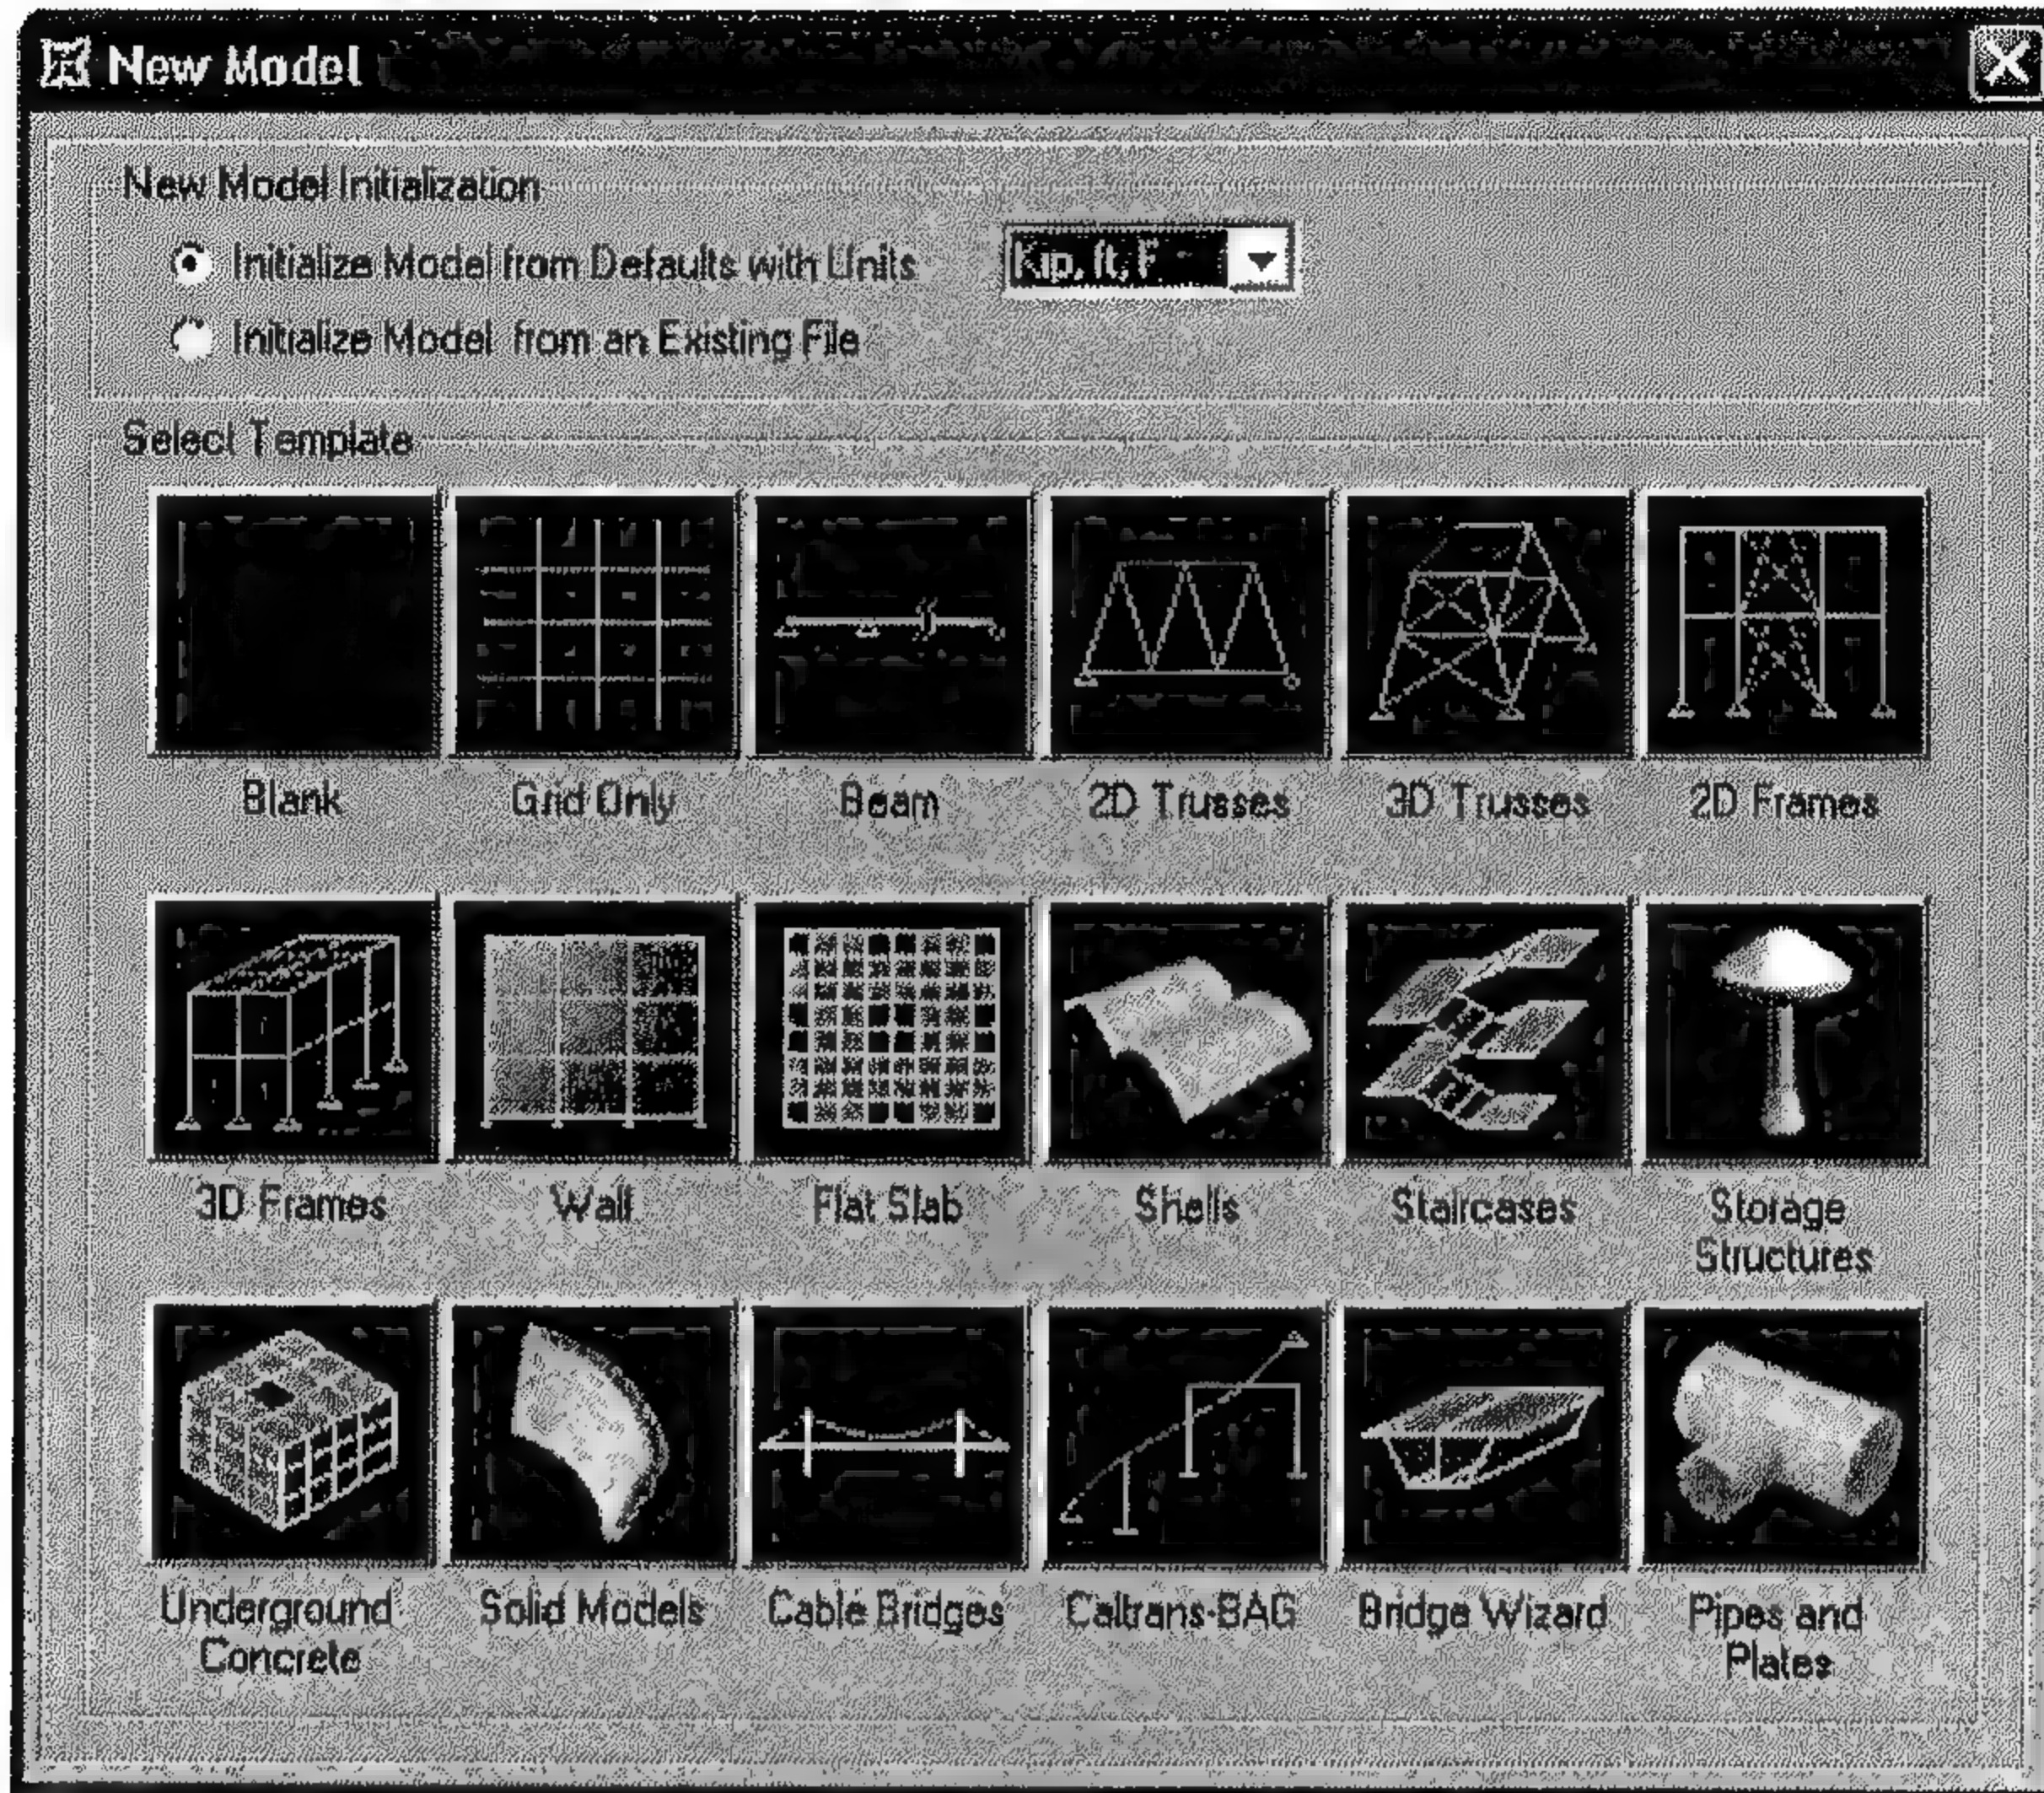 New Model
New Model Initialization
Initialize Model from Defaults with Units
Kip, ft, F
Initialize Model from an Existing File
Select Template
Blank
Grid Only
Beam
2D Trusses
3D Trusses
2D Frames
3D Frames
Wall
Flat Slab
Shells
Staircases
Storage
Structures
Underground
Concrete
Solid Models
Cable Bridges
Caltrans-BAG
Bridge Wizard
Pipes and
Plates